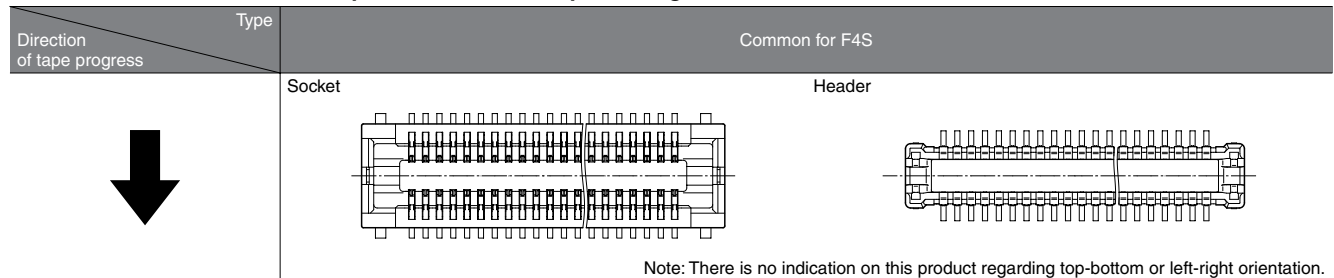 Type
Direction
of tape progress
Common for F4S
Socket
Header
Note: There is no indication on this product regarding top-bottom or left-right orientation.